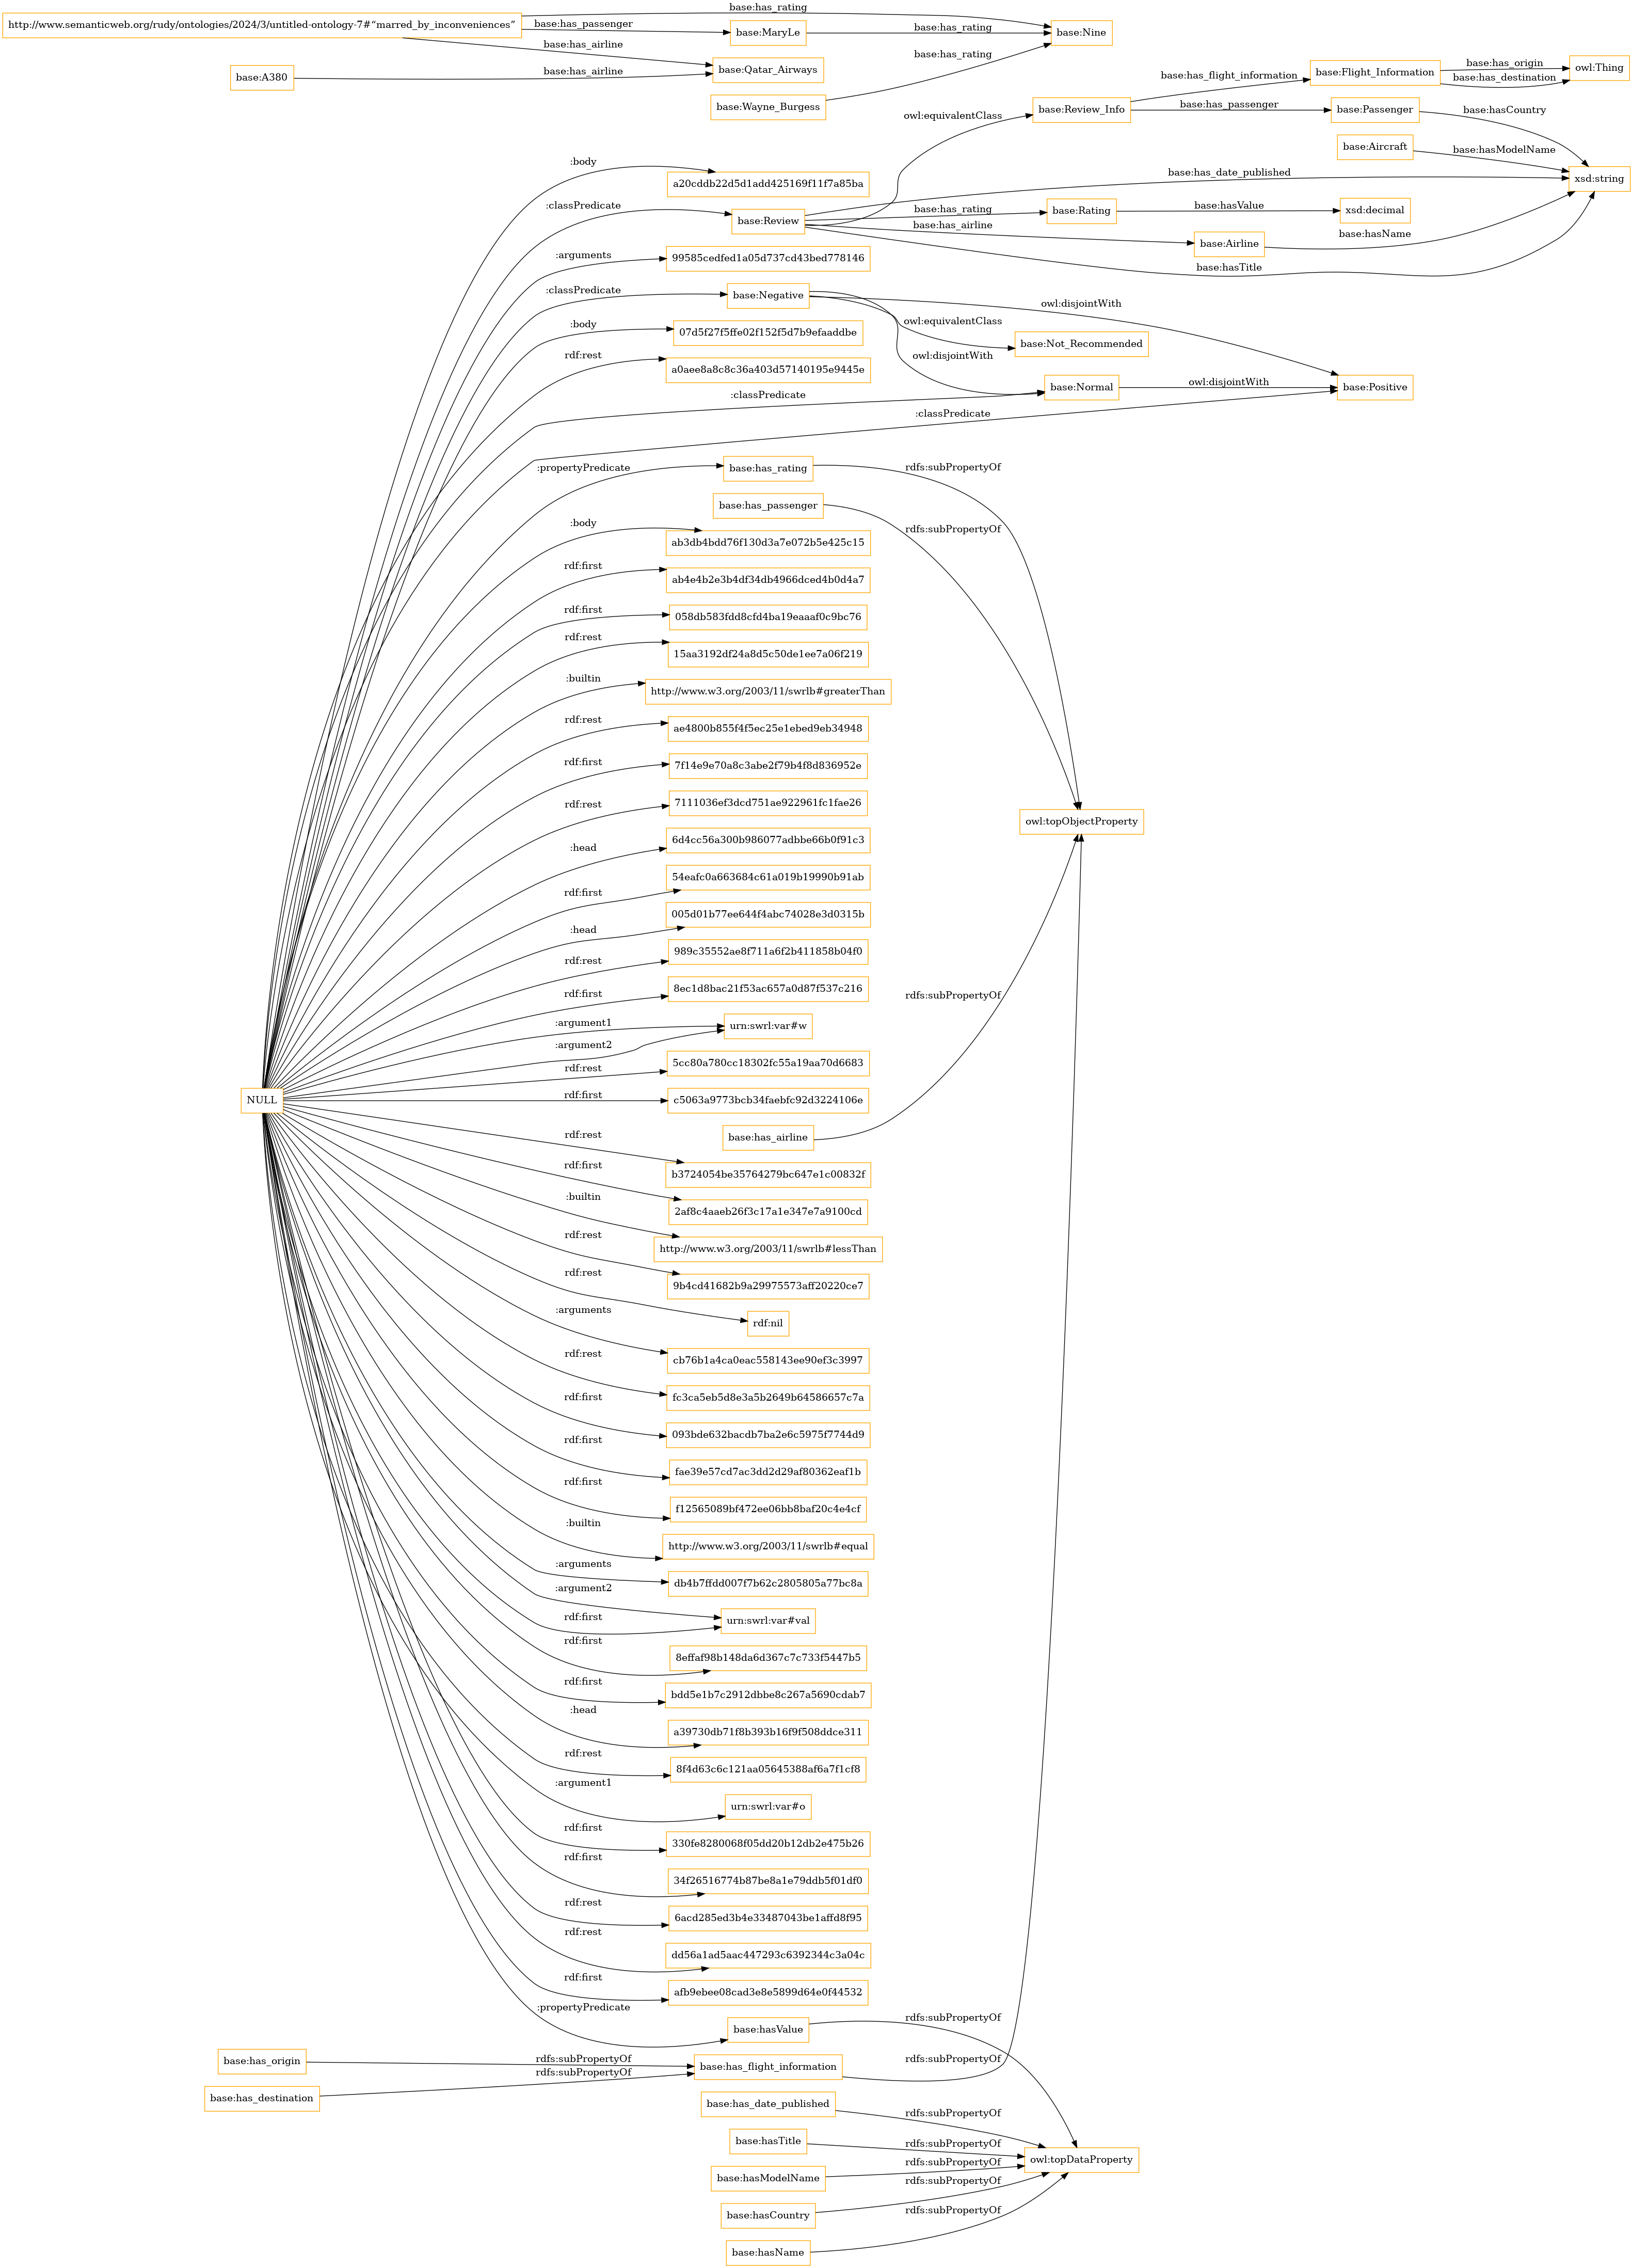 base:has_rating
http://www.semanticweb.org/rudy/ontologies/2024/3/untitled-ontology-7#“marred_by_inconveniences”
base:has_passenger
base:MaryLe
base:has_rating
base:Nine
base:has_airline
base:has_rating
base:A380
base:has_airline
base:Qatar_Airways
base:Wayne_Burgess
base:has_flight_information
base:Flight_Information
base:has_origin
base:has_destination
owl:Thing
owl:equivalentClass
base:Review_Info
base:has_passenger
base:Passenger
base:hasCountry
base:Aircraft
base:hasModelName
xsd:string
:body
a20cddb22d5d1add425169f11f7a85ba
base:has_date_published
:classPredicate
base:Review
base:has_rating
base:Rating
base:hasValue
xsd:decimal
base:has_airline
base:Airline
base:hasName
base:hasTitle
:arguments
99585cedfed1a05d737cd43bed778146
:classPredicate
base:Negative
owl:disjointWith
owl:equivalentClass
:body
07d5f27f5ffe02f152f5d7b9efaaddbe
base:Not_Recommended
rdf:rest
a0aee8a8c8c36a403d57140195e9445e
owl:disjointWith
:classPredicate
base:Normal
owl:disjointWith
base:Positive
:classPredicate
:propertyPredicate
base:has_rating
rdfs:subPropertyOf
base:has_passenger
rdfs:subPropertyOf
:body
ab3db4bdd76f130d3a7e072b5e425c15
rdf:first
ab4e4b2e3b4df34db4966dced4b0d4a7
rdf:first
058db583fdd8cfd4ba19eaaaf0c9bc76
rdf:rest
15aa3192df24a8d5c50de1ee7a06f219
:builtin
http://www.w3.org/2003/11/swrlb#greaterThan
rdf:rest
ae4800b855f4f5ec25e1ebed9eb34948
rdf:first
7f14e9e70a8c3abe2f79b4f8d836952e
rdf:rest
7111036ef3dcd751ae922961fc1fae26
owl:topObjectProperty
:head
6d4cc56a300b986077adbbe66b0f91c3
rdf:first
54eafc0a663684c61a019b19990b91ab
:head
005d01b77ee644f4abc74028e3d0315b
rdf:rest
989c35552ae8f711a6f2b411858b04f0
rdf:first
8ec1d8bac21f53ac657a0d87f537c216
rdfs:subPropertyOf
:argument1
urn:swrl:var#w
:argument2
rdf:rest
5cc80a780cc18302fc55a19aa70d6683
NULL
rdf:first
c5063a9773bcb34faebfc92d3224106e
base:has_airline
rdf:rest
b3724054be35764279bc647e1c00832f
rdf:first
2af8c4aaeb26f3c17a1e347e7a9100cd
:builtin
http://www.w3.org/2003/11/swrlb#lessThan
rdf:rest
9b4cd41682b9a29975573aff20220ce7
rdf:rest
rdf:nil
:arguments
cb76b1a4ca0eac558143ee90ef3c3997
rdf:rest
fc3ca5eb5d8e3a5b2649b64586657c7a
rdf:first
093bde632bacdb7ba2e6c5975f7744d9
rdf:first
fae39e57cd7ac3dd2d29af80362eaf1b
rdf:first
f12565089bf472ee06bb8baf20c4e4cf
:builtin
http://www.w3.org/2003/11/swrlb#equal
:arguments
db4b7ffdd007f7b62c2805805a77bc8a
:argument2
rdf:first
urn:swrl:var#val
rdf:first
8effaf98b148da6d367c7c733f5447b5
rdf:first
bdd5e1b7c2912dbbe8c267a5690cdab7
:head
a39730db71f8b393b16f9f508ddce311
rdf:rest
8f4d63c6c121aa05645388af6a7f1cf8
:argument1
urn:swrl:var#o
rdf:first
330fe8280068f05dd20b12db2e475b26
rdf:first
34f26516774b87be8a1e79ddb5f01df0
rdf:rest
6acd285ed3b4e33487043be1affd8f95
rdf:rest
dd56a1ad5aac447293c6392344c3a04c
rdf:first
afb9ebee08cad3e8e5899d64e0f44532
:propertyPredicate
base:hasValue
rdfs:subPropertyOf
base:has_origin
rdfs:subPropertyOf
base:has_flight_information
rdfs:subPropertyOf
base:has_destination
rdfs:subPropertyOf
base:has_date_published
rdfs:subPropertyOf
base:hasTitle
rdfs:subPropertyOf
owl:topDataProperty
base:hasModelName
rdfs:subPropertyOf
base:hasCountry
rdfs:subPropertyOf
base:hasName
rdfs:subPropertyOf